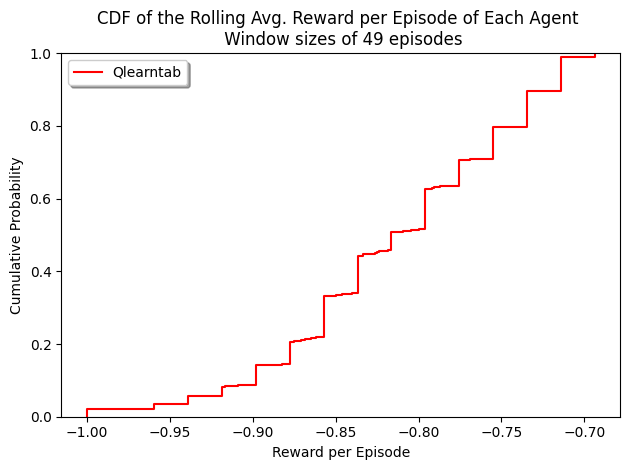 CDF of the Rolling Avg. Reward per Episode of Each Agent
Window sizes of 49 episodes
Qlearntab
Cumulative Probability
1.0
0.8
0.6
0.4
0.2
0.0
−1.00 −0.95 −0.90 −0.85 −0.80 −0.75 −0.70
Reward per Episode